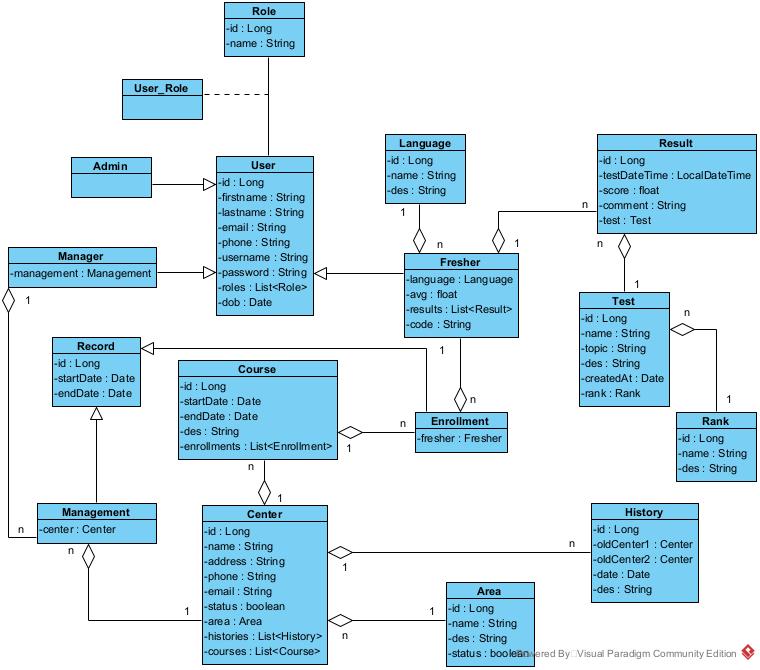 Role
-id : Long
-name : String
User_Role
Admin
User
-id : Long
-firstname : String
-lastname : String
-email : String
-phone : String
-username : String
-password : String
-roles : List<Role>
-dob : Date
Language
-id : Long
-name : String
-des : String
1
n
Result
-id : Long
-testDateTime : LocalDateTime
-score : float
-comment : String
-test : Test
n
1
n
1
Manager
-management : Management
1
Fresher
-language : Language
-avg : float
-results : List<Result>
-code : String
1
n
Test
-id : Long
-name : String
-topic : String
-des : String
-createdAt : Date
-rank : Rank
n
1
Rank
-id : Long
-name : String
-des : String
Record
-id : Long
-startDate : Date
-endDate : Date
Course
-id : Long
-startDate : Date
-endDate : Date
-des : String
-enrollments : List<Enrollment>
n
1
Enrollment
-fresher : Fresher
n
1
Management
-center : Center
n
n
1
Center
-id : Long
-name : String
-address : String
-phone : String
-email : String
-status : boolean
-area : Area
-histories : List<History>
-courses : List<Course>
1
n
History
-id : Long
-oldCenter1 : Center
-oldCenter2 : Center
-date : Date
-des : String
n
1
Area
-id : Long
-name : String
-des : String
-status : boolean
Powered By Visual Paradigm Community Edition